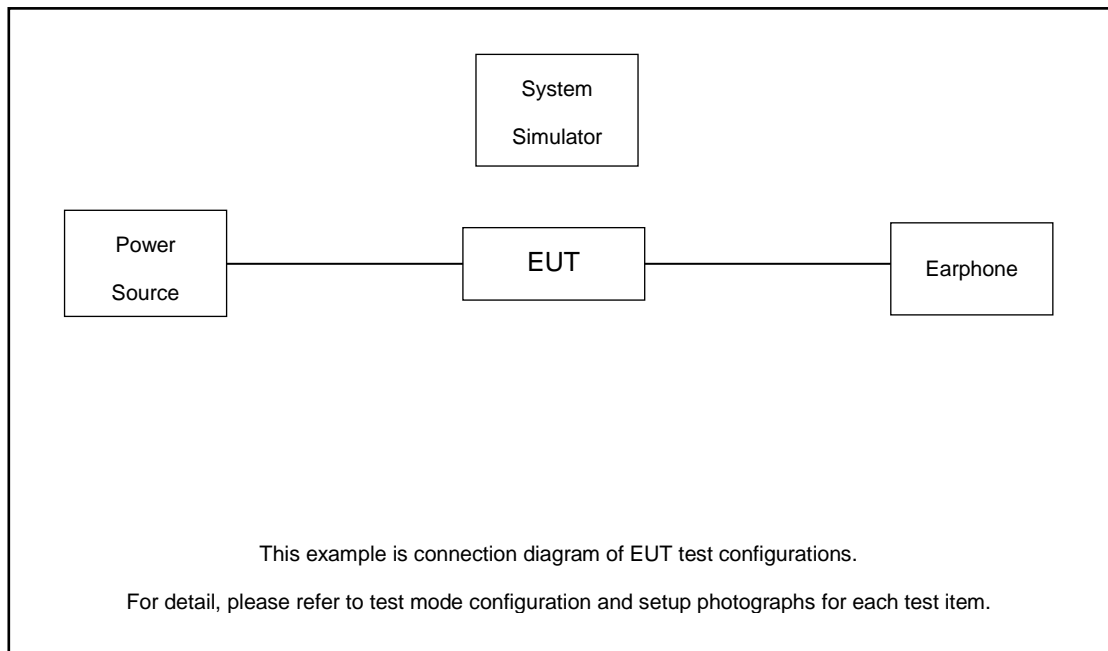 System
Simulator
Power
Source
EUT
Earphone
This example is connection diagram of EUT test configurations.
For detail, please refer to test mode configuration and setup photographs for each test item.